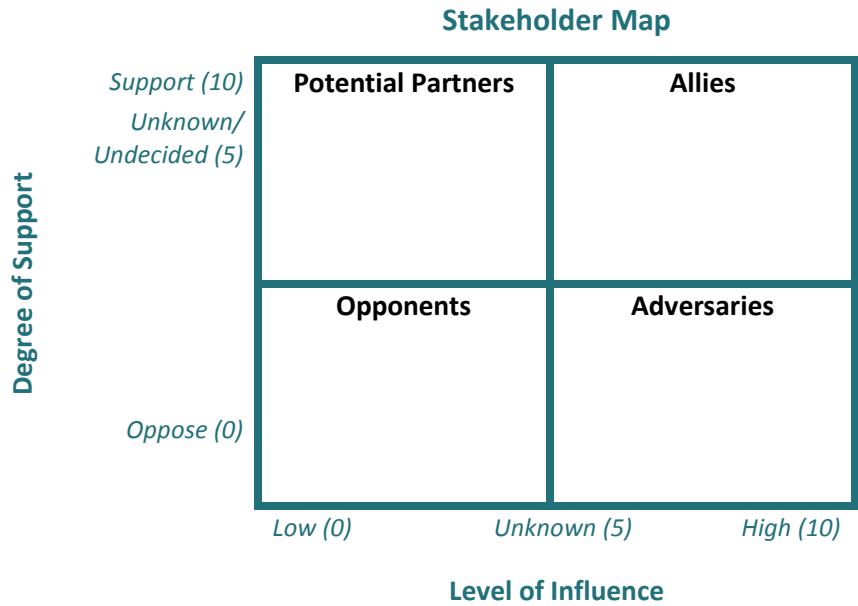 Stakeholder Map
Support (10)
Potential Partners
Allies
Unknown/
Undecided (5)
Degree of Support
Opponents
Adversaries
Oppose (0)
Low (0)
Unknown (5)
High (10)
Level of Influence